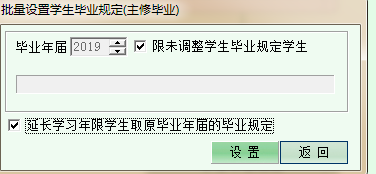 批量设置学生毕业规定(主修毕业)
毕业年届 2019 限未调整学生毕业规定学生
延长学习年限学生取原毕业年届的毕业规定
设 置 返 回